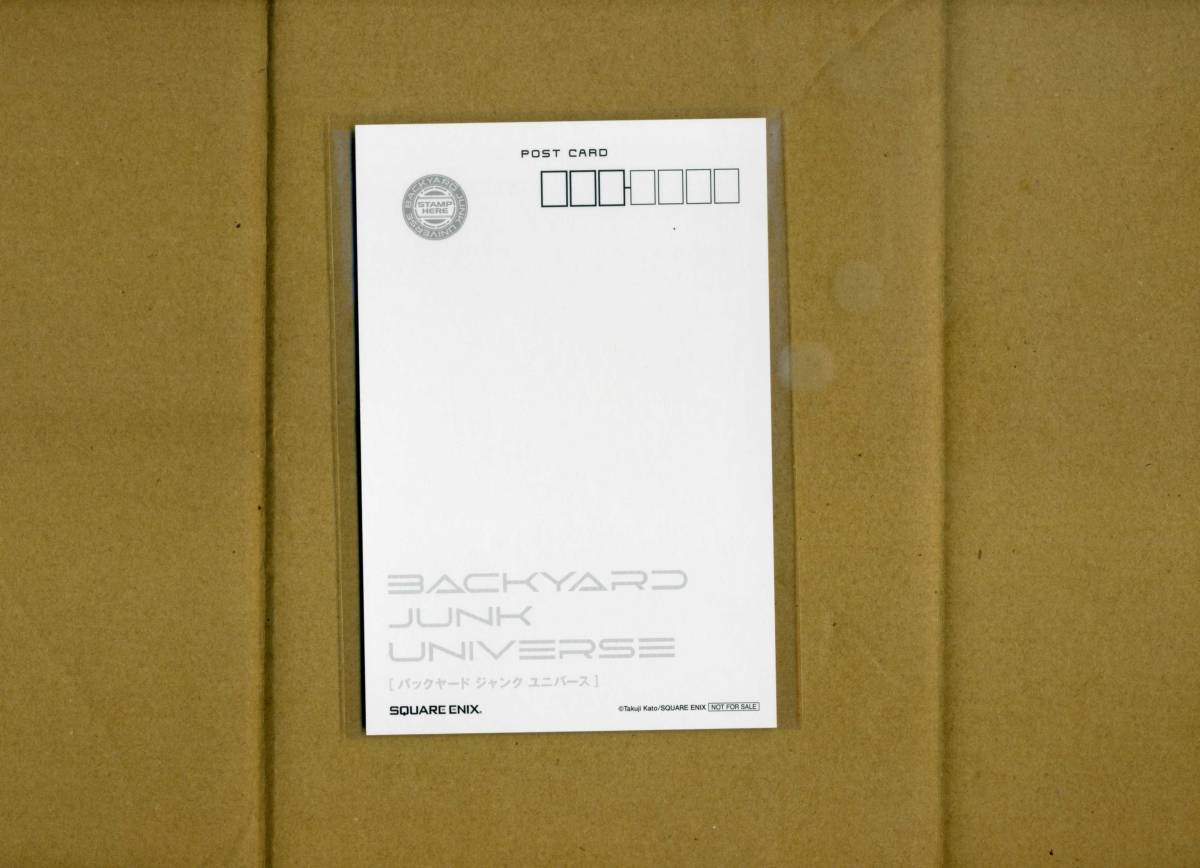 POST CARD
BACKYARD JUNK UNIVERSE
STAMP
HERE
BACKYARD
JUNK
UNIVERSE
[ バックヤード ジャンク ユニバース ]
SQUARE ENIX.
©Takuji Kato/SQUARE ENIX NOT FOR SALE